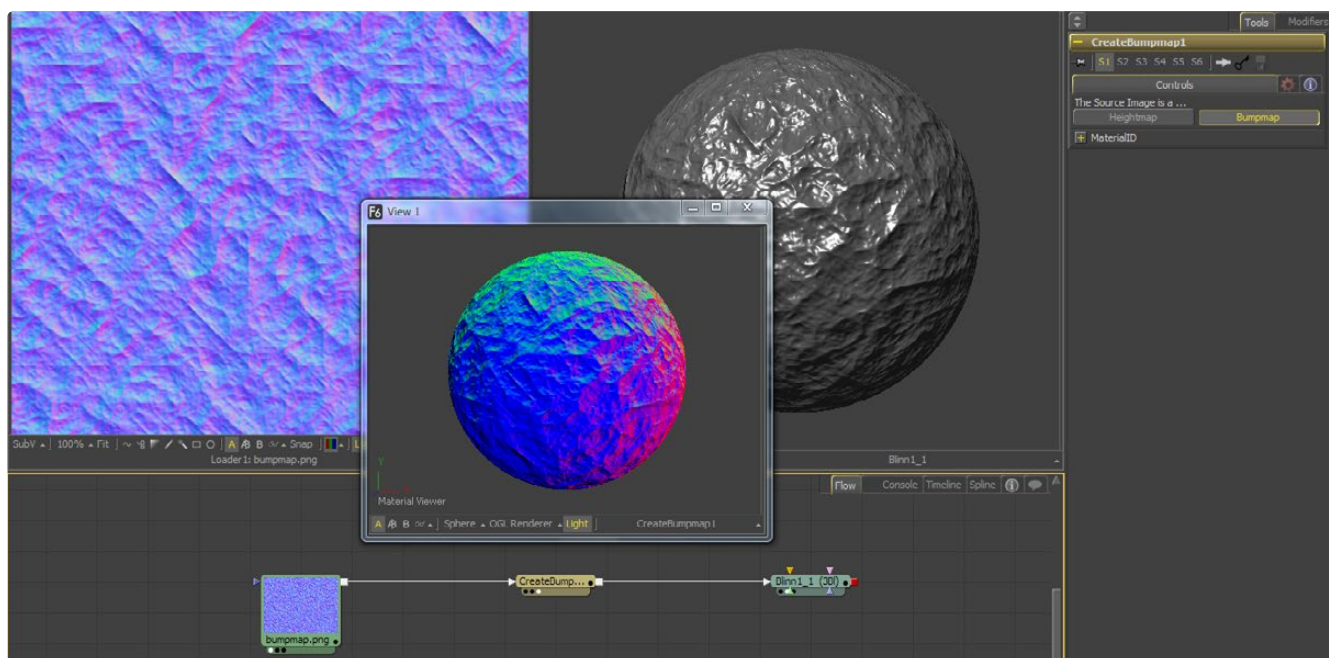 Tools Modifiers
CreateBumpmap1
S1 S2 S3 S4 S5 S6
Controls
The Source Image is a ...
Heightmap Bumpmap
MaterialID
F6 View 1
Y
Material Viewer
A B Sphere OGL Renderer Light CreateBumpmap1
SubV 100% Fit A B Snap
Loader1: bumpmap.png
Blinn1_1
Flow Console Timeline Spline
CreateBump...
Blinn1_1 (3D)
bumpmap.png